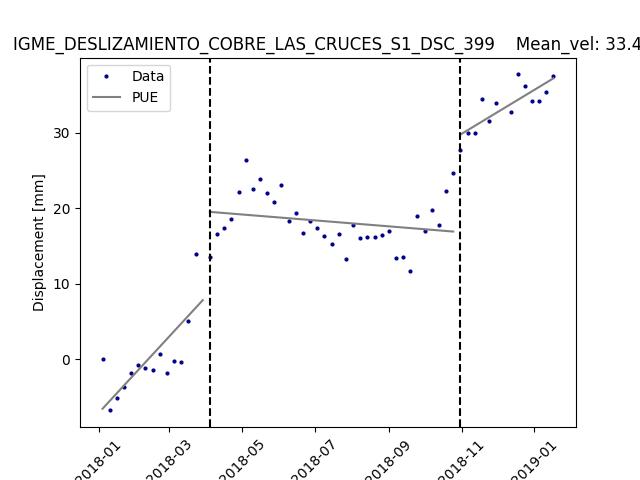 IGME_DESLIZAMIENTO_COBRE_LAS_CRUCES_S1_DSC_399    Mean_vel: 33.4
Data
PUE
Displacement [mm]
30
20
10
0
2018-01
2018-03
2018-05
2018-07
2018-09
2018-11
2019-01